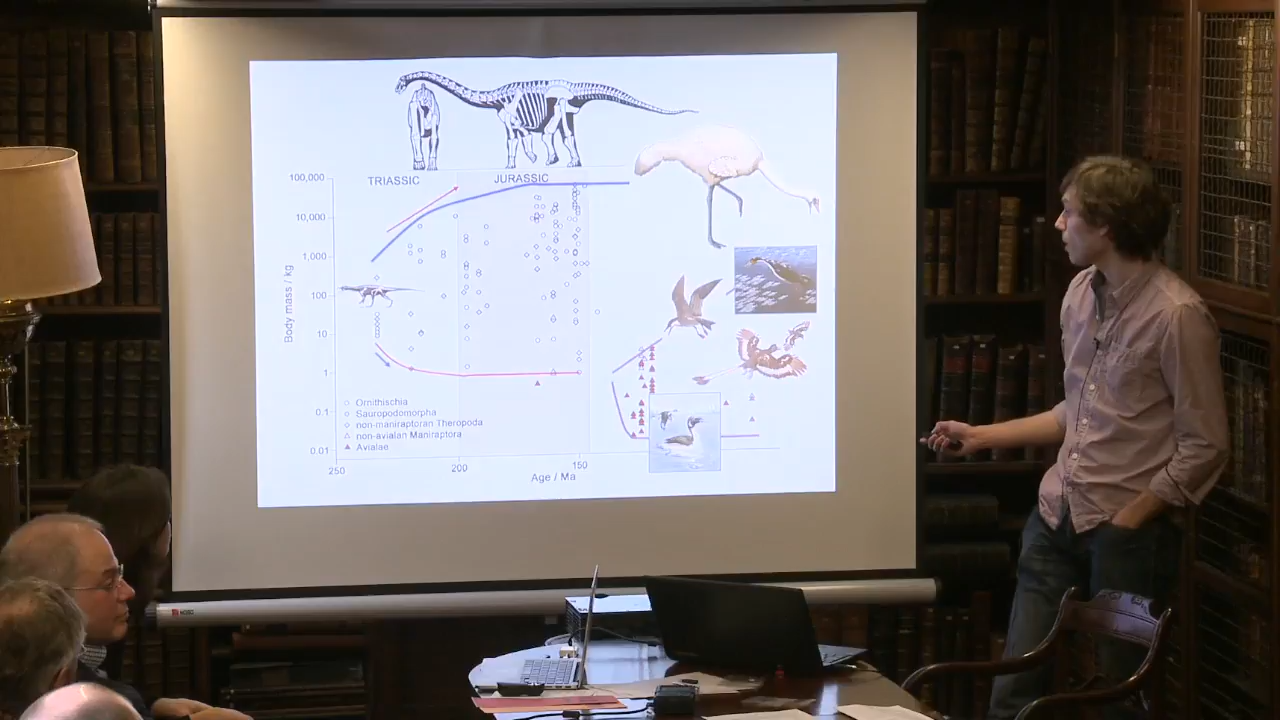 TRIASSIC
JURASSIC
100,000
10,000
1,000
100
10
1
0.1
0.01
Body mass / kg
Ornithischia
Sauropodomorpha
non-maniraptoran Theropoda
non-avialan Maniraptora
Avialae
250
200
150
Age / Ma